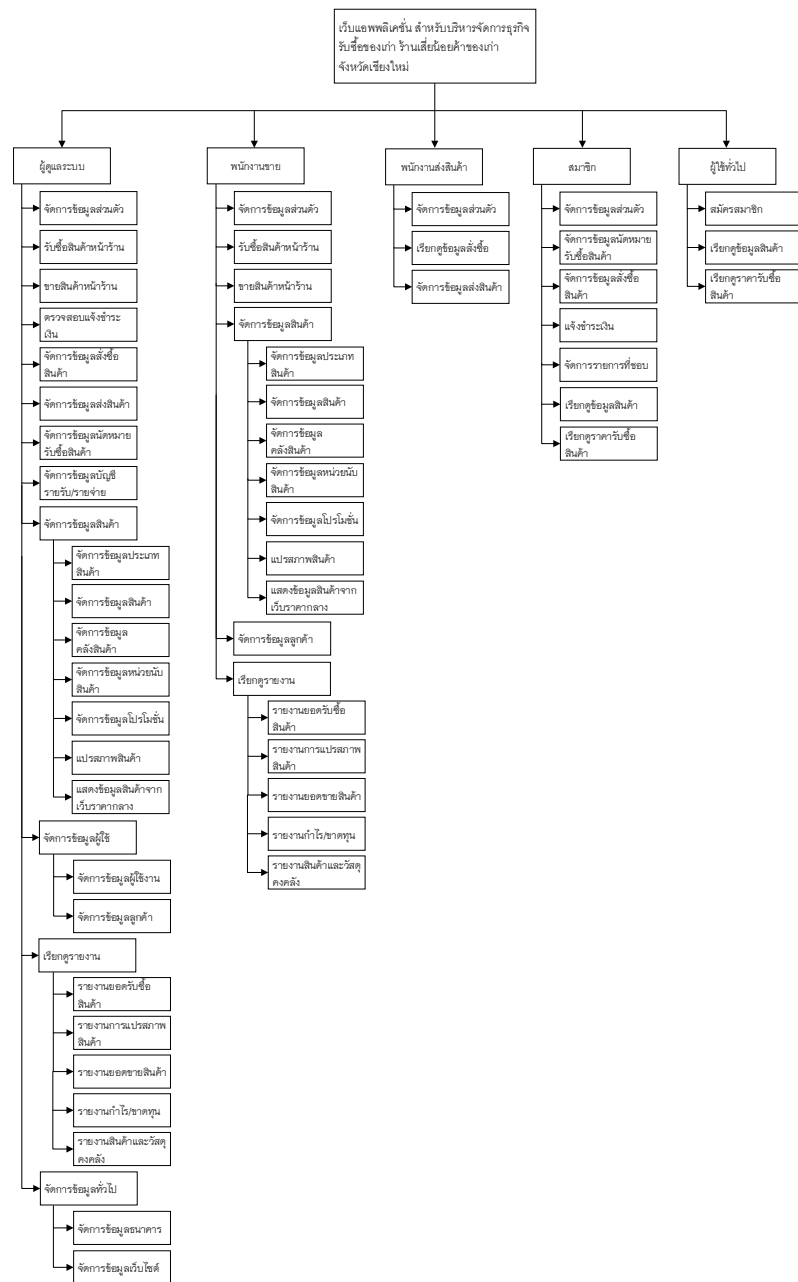 เว็บแอพพลิเคชั่น สำหรับบริหารจัดการธุรกิจ
รับซื้อของเก่า ร้านเสี่ยน้อยค้าของเก่า
จังหวัดเชียงใหม่
ผู้ดูแลระบบ
จัดการข้อมูลส่วนตัว
รับซื้อสินค้าหน้าร้าน
ขายสินค้าหน้าร้าน
ตรวจสอบแจ้งชำระ
เงิน
จัดการข้อมูลสั่งซื้อ
สินค้า
จัดการข้อมูลส่งสินค้า
จัดการข้อมูลนัดหมาย
รับซื้อสินค้า
จัดการข้อมูลบัญชี
รายรับ/รายจ่าย
จัดการข้อมูลสินค้า
จัดการข้อมูลประเภท
สินค้า
จัดการข้อมูลสินค้า
จัดการข้อมูล
คลังสินค้า
จัดการข้อมูลหน่วยนับ
สินค้า
จัดการข้อมูลโปรโมชั่น
แปรสภาพสินค้า
แสดงข้อมูลสินค้าจาก
เว็บราคากลาง
จัดการข้อมูลผู้ใช้
จัดการข้อมูลผู้ใช้งาน
จัดการข้อมูลลูกค้า
เรียกดูรายงาน
รายงานยอดรับซื้อ
สินค้า
รายงานการแปรสภาพ
สินค้า
รายงานยอดขายสินค้า
รายงานกำไร/ขาดทุน
รายงานสินค้าและวัสดุ
คงคลัง
จัดการข้อมูลทั่วไป
จัดการข้อมูลธนาคาร
จัดการข้อมูลเว็บไซต์
พนักงานขาย
จัดการข้อมูลส่วนตัว
รับซื้อสินค้าหน้าร้าน
ขายสินค้าหน้าร้าน
จัดการข้อมูลสินค้า
จัดการข้อมูลประเภท
สินค้า
จัดการข้อมูลสินค้า
จัดการข้อมูล
คลังสินค้า
จัดการข้อมูลหน่วยนับ
สินค้า
จัดการข้อมูลโปรโมชั่น
แปรสภาพสินค้า
แสดงข้อมูลสินค้าจาก
เว็บราคากลาง
จัดการข้อมูลลูกค้า
เรียกดูรายงาน
รายงานยอดรับซื้อ
สินค้า
รายงานการแปรสภาพ
สินค้า
รายงานยอดขายสินค้า
รายงานกำไร/ขาดทุน
รายงานสินค้าและวัสดุ
คงคลัง
พนักงานส่งสินค้า
จัดการข้อมูลส่วนตัว
เรียกดูข้อมูลสั่งซื้อ
จัดการข้อมูลส่งสินค้า
สมาชิก
จัดการข้อมูลส่วนตัว
จัดการข้อมูลนัดหมาย
รับซื้อสินค้า
จัดการข้อมูลสั่งซื้อ
สินค้า
แจ้งชำระเงิน
จัดการรายการที่ชอบ
เรียกดูข้อมูลสินค้า
เรียกดูราคารับซื้อ
สินค้า
ผู้ใช้ทั่วไป
สมัครสมาชิก
เรียกดูข้อมูลสินค้า
เรียกดูราคารับซื้อ
สินค้า